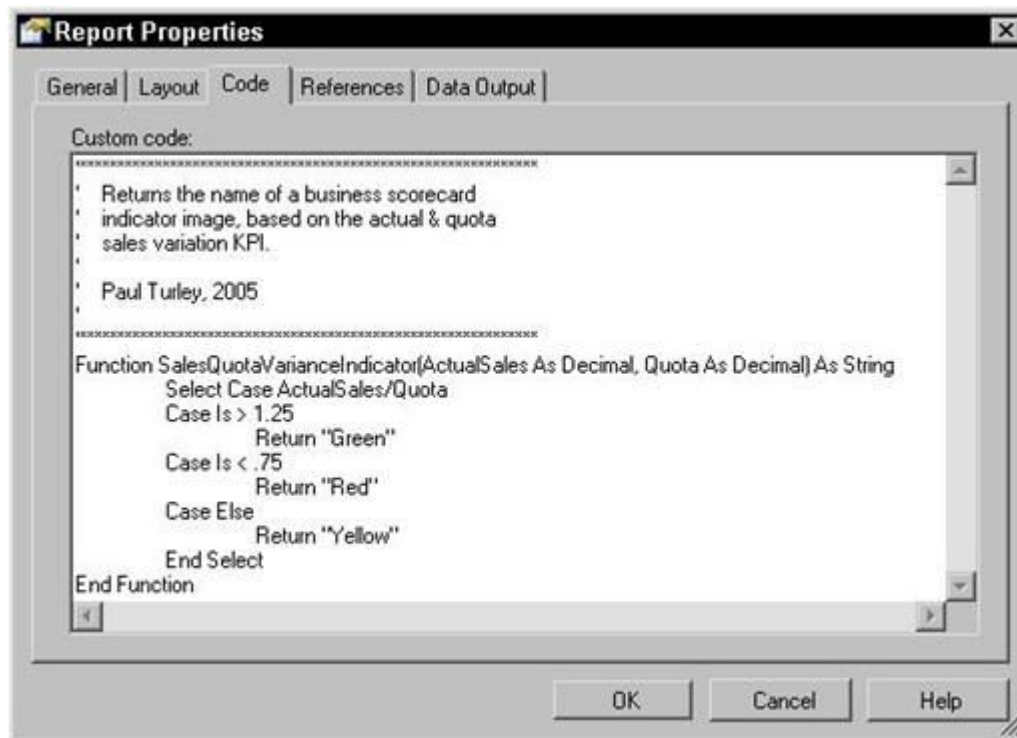 Report Properties
General Layout Code References Data Output
Custom code:
'*********************************************************
' Returns the name of a business scorecard
' indicator image, based on the actual & quota
' sales variation KPI.
'
' Paul Turley, 2005
'
'*********************************************************
Function SalesQuotaVarianceIndicator(ActualSales As Decimal, Quota As Decimal) As String
Select Case ActualSales/Quota
Case Is > 1.25
Return "Green"
Case Is < .75
Return "Red"
Case Else
Return "Yellow"
End Select
End Function
OK Cancel Help